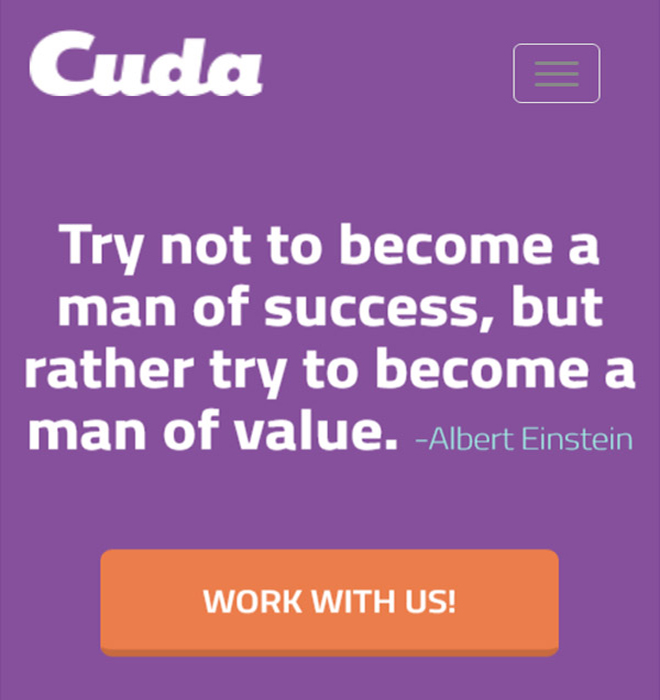 Cuda
Try not to become a
man of success, but
rather try to become a
man of value. -Albert Einstein
WORK WITH US!